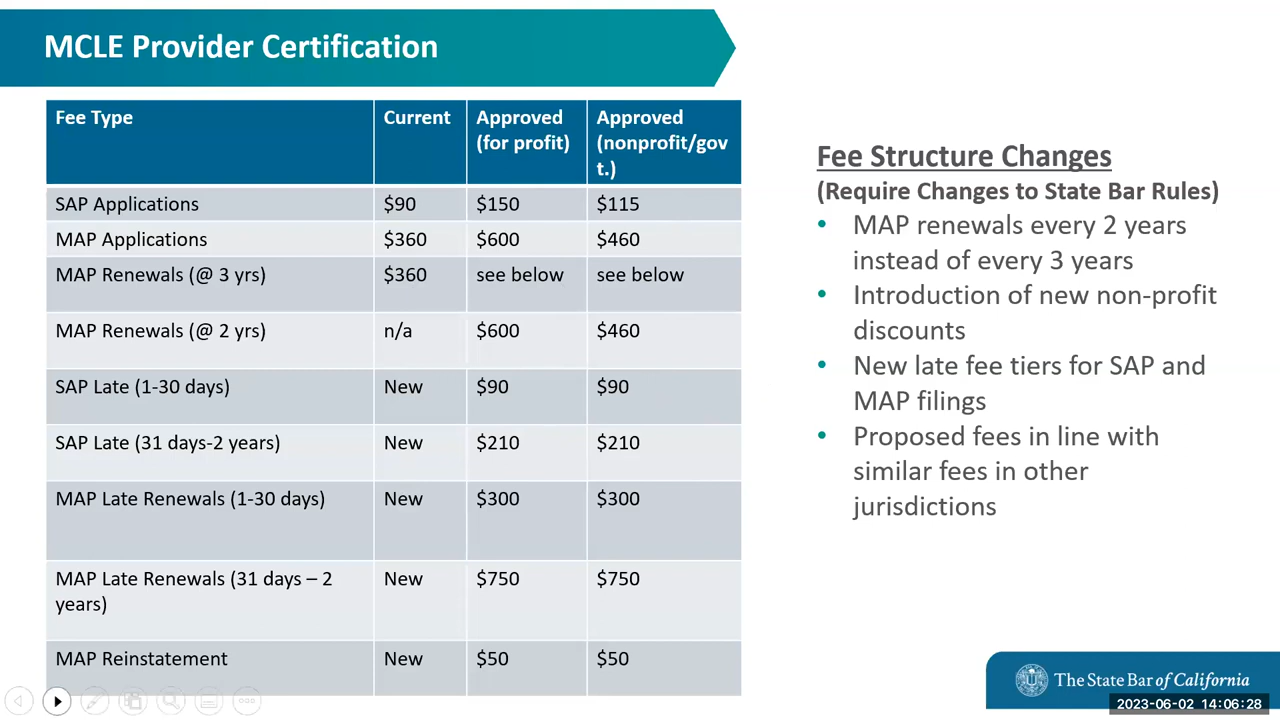 MCLE Provider Certification
Fee Type Current Approved (for profit) Approved (nonprofit/gov t.)
SAP Applications $90 $150 $115
MAP Applications $360 $600 $460
MAP Renewals (@ 3 yrs) $360 see below see below
MAP Renewals (@ 2 yrs) n/a $600 $460
SAP Late (1-30 days) New $90 $90
SAP Late (31 days-2 years) New $210 $210
MAP Late Renewals (1-30 days) New $300 $300
MAP Late Renewals (31 days – 2 years) New $750 $750
MAP Reinstatement New $50 $50
Fee Structure Changes
(Require Changes to State Bar Rules)
• MAP renewals every 2 years
instead of every 3 years
• Introduction of new non-profit
discounts
• New late fee tiers for SAP and
MAP filings
• Proposed fees in line with
similar fees in other
jurisdictions
The State Bar of California
2023-06-02 14:06:28